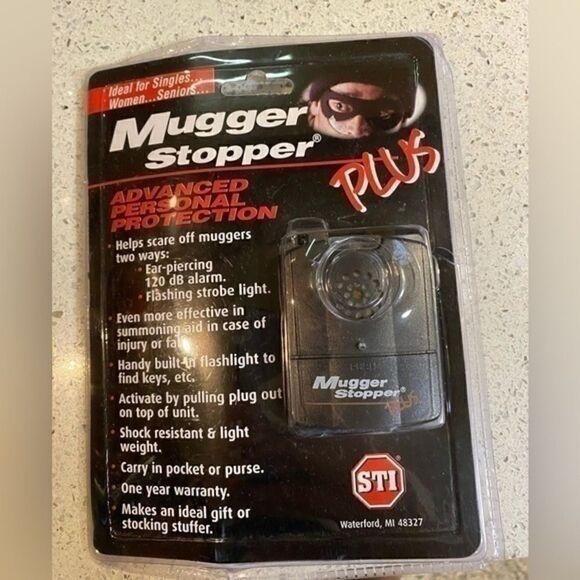 Ideal for Singles...
Women...Seniors...
Mugger
Stopper®
PLUS
ADVANCED
PERSONAL
PROTECTION
• Helps scare off muggers
two ways:
• Ear-piercing
120 dB alarm.
• Flashing strobe light.
• Even more effective in
summoning aid in case of
injury or fall.
• Handy built-in flashlight to
find keys, etc.
• Activate by pulling plug out
on top of unit.
• Shock resistant & light
weight.
• Carry in pocket or purse.
• One year warranty.
• Makes an ideal gift or
stocking stuffer.
Mugger
Stopper®
PLUS
STI
Waterford, MI 48327